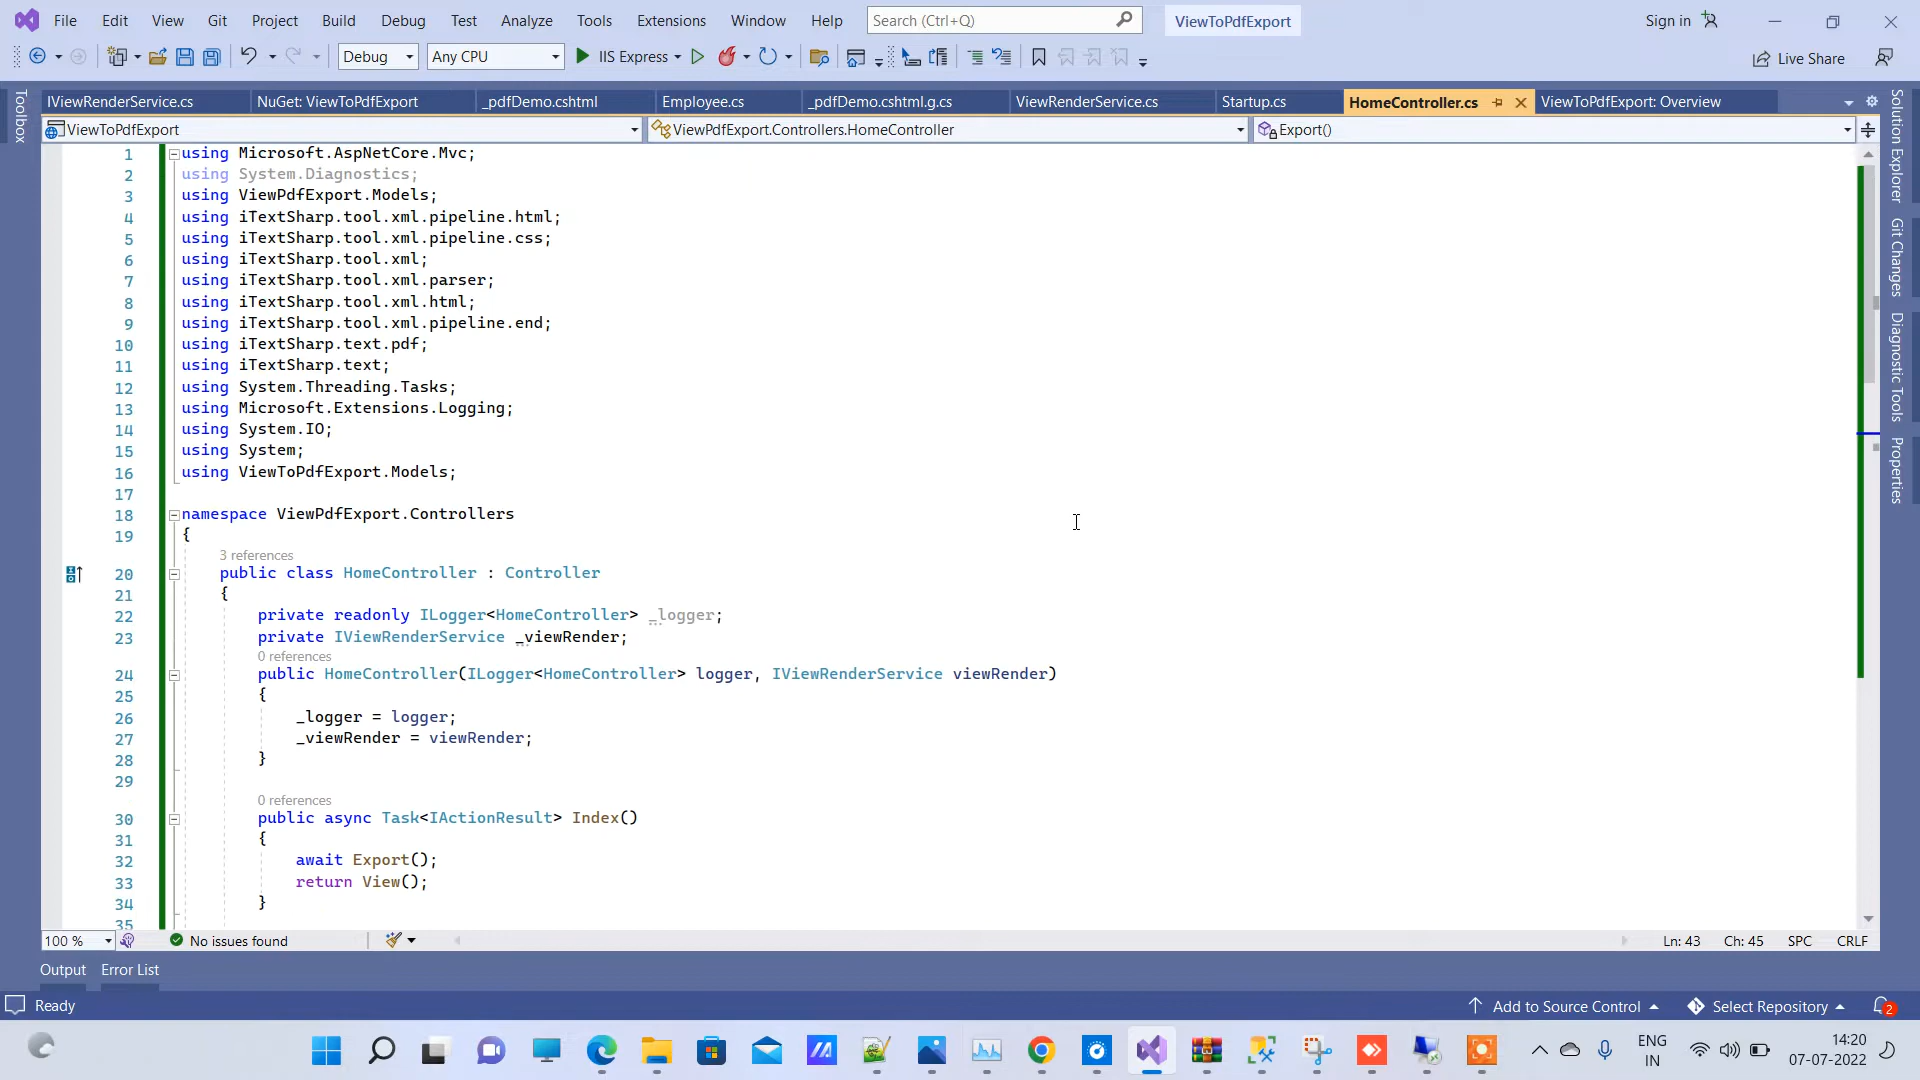 File Edit View Git Project Build Debug Test Analyze Tools Extensions Window Help Search (Ctrl+Q) ViewToPdfExport Sign in
Debug Any CPU IIS Express Live Share
IViewRenderService.cs NuGet: ViewToPdfExport _pdfDemo.cshtml Employee.cs _pdfDemo.cshtml.g.cs ViewRenderService.cs Startup.cs HomeController.cs ViewToPdfExport: Overview
ViewToPdfExport ViewPdfExport.Controllers.HomeController Export()
Toolbox
Solution Explorer
Git Changes
Diagnostic Tools
Properties
1 using Microsoft.AspNetCore.Mvc;
2 using System.Diagnostics;
3 using ViewPdfExport.Models;
4 using iTextSharp.tool.xml.pipeline.html;
5 using iTextSharp.tool.xml.pipeline.css;
6 using iTextSharp.tool.xml;
7 using iTextSharp.tool.xml.parser;
8 using iTextSharp.tool.xml.html;
9 using iTextSharp.tool.xml.pipeline.end;
10 using iTextSharp.text.pdf;
11 using iTextSharp.text;
12 using System.Threading.Tasks;
13 using Microsoft.Extensions.Logging;
14 using System.IO;
15 using System;
16 using ViewToPdfExport.Models;
17
18 namespace ViewPdfExport.Controllers
19 {
3 references
20 public class HomeController : Controller
21 {
22 private readonly ILogger<HomeController> _logger;
23 private IViewRenderService _viewRender;
0 references
24 public HomeController(ILogger<HomeController> logger, IViewRenderService viewRender)
25 {
26 _logger = logger;
27 _viewRender = viewRender;
28 }
29
0 references
30 public async Task<IActionResult> Index()
31 {
32 await Export();
33 return View();
34 }
35
100 % No issues found Ln: 43 Ch: 45 SPC CRLF
Output Error List
Ready Add to Source Control Select Repository 2
ENG 14:20
IN 07-07-2022